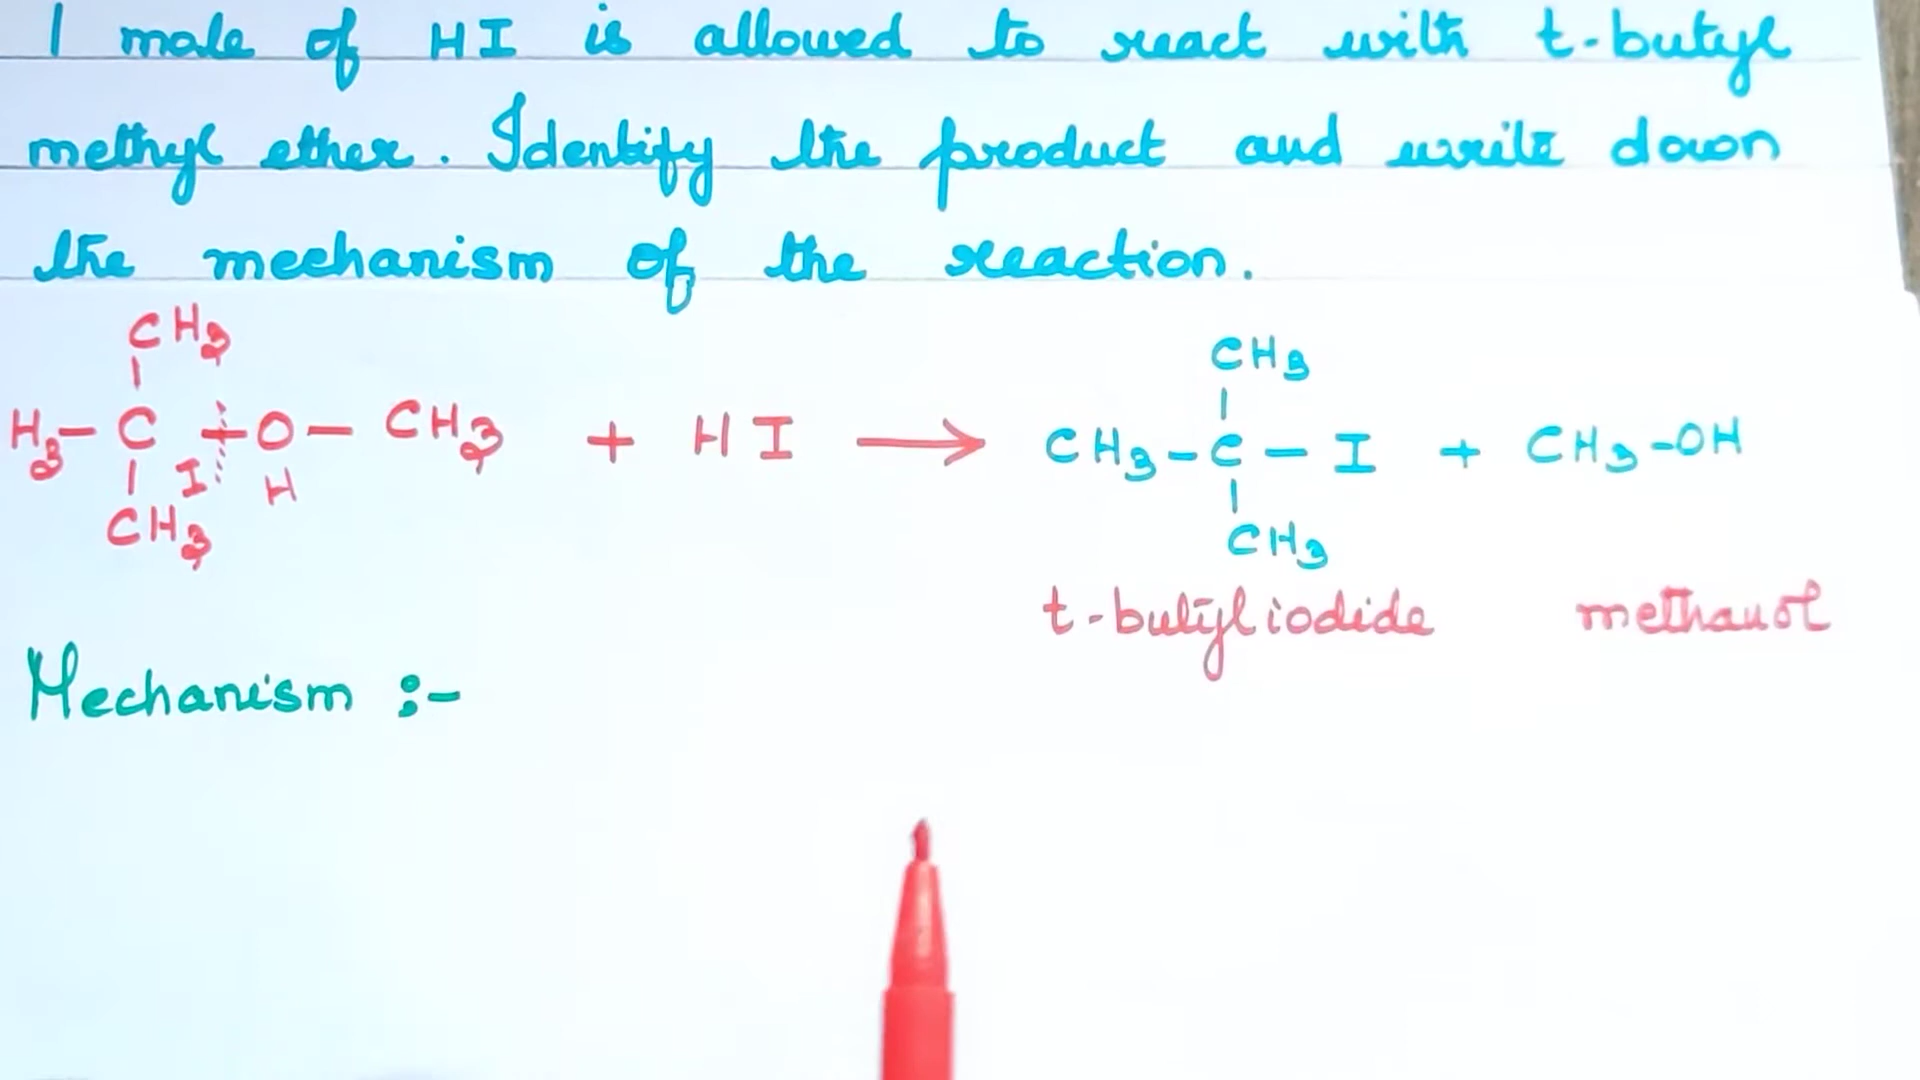 1 mole of HI is allowed to react with t-butyl
methyl ether. Identify the product and write down
the mechanism of the reaction.
CH3
H3 - C - O - CH3 + HI →
I H
CH3
CH3
CH3 - C - I + CH3-OH
CH3
t-butyl iodide methanol
Mechanism :-